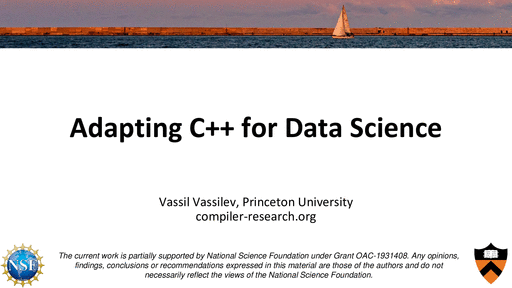 Adapting C++ for Data Science
Vassil Vassilev, Princeton University
compiler-research.org
The current work is partially supported by National Science Foundation under Grant OAC-1931408. Any opinions,
findings, conclusions or recommendations expressed in this material are those of the authors and do not
necessarily reflect the views of the National Science Foundation.
NSF